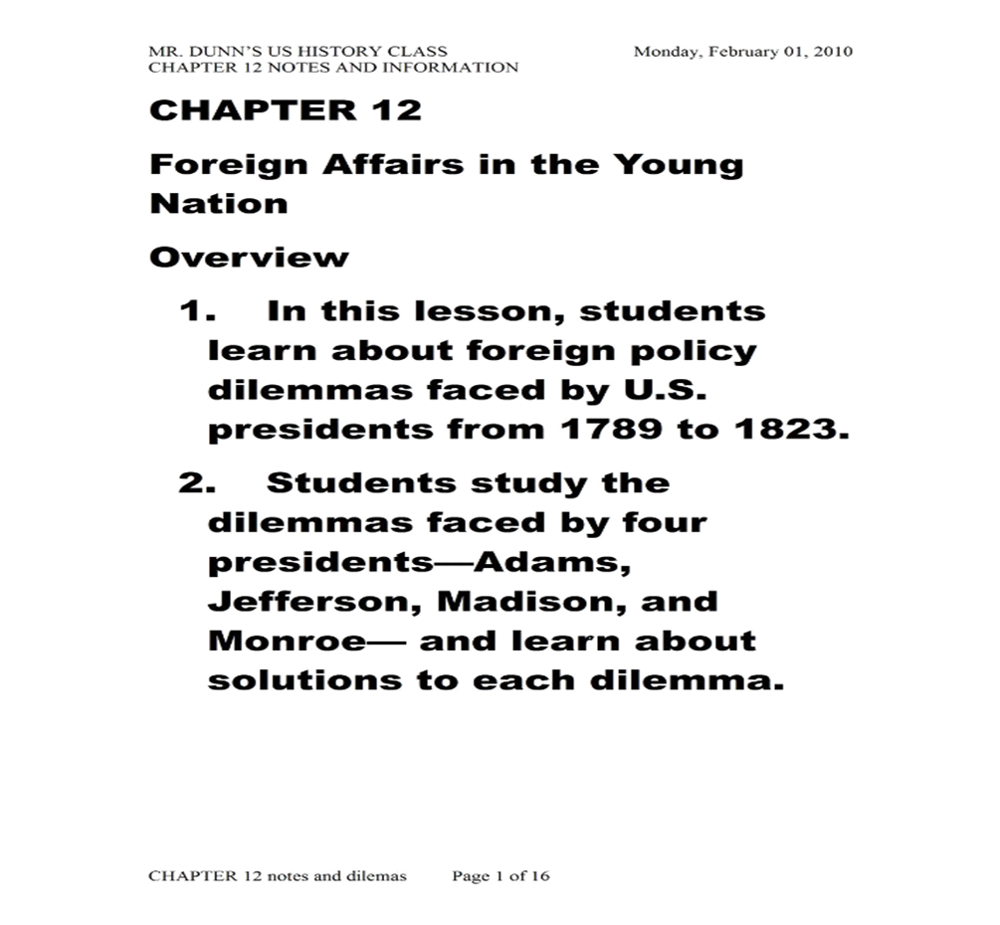 MR. DUNN'S US HISTORY CLASS Monday, February 01, 2010
CHAPTER 12 NOTES AND INFORMATION
CHAPTER 12
Foreign Affairs in the Young
Nation
Overview
1. In this lesson, students
learn about foreign policy
dilemmas faced by U.S.
presidents from 1789 to 1823.
2. Students study the
dilemmas faced by four
presidents—Adams,
Jefferson, Madison, and
Monroe— and learn about
solutions to each dilemma.
CHAPTER 12 notes and dilemas Page 1 of 16